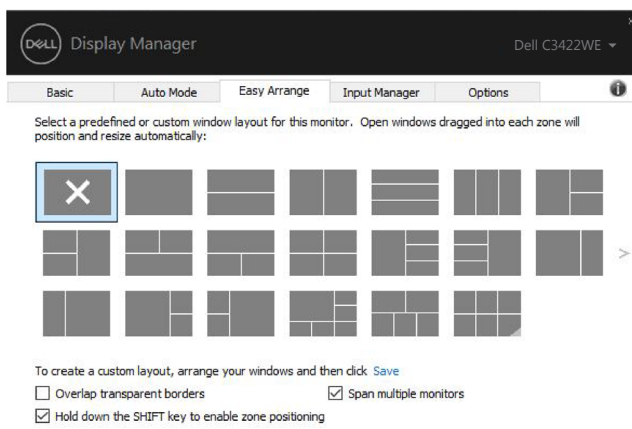 DELL Display Manager
Dell C3422WE
Basic Auto Mode Easy Arrange Input Manager Options
Select a predefined or custom window layout for this monitor. Open windows dragged into each zone will
position and resize automatically:
To create a custom layout, arrange your windows and then click Save
Overlap transparent borders Span multiple monitors
Hold down the SHIFT key to enable zone positioning